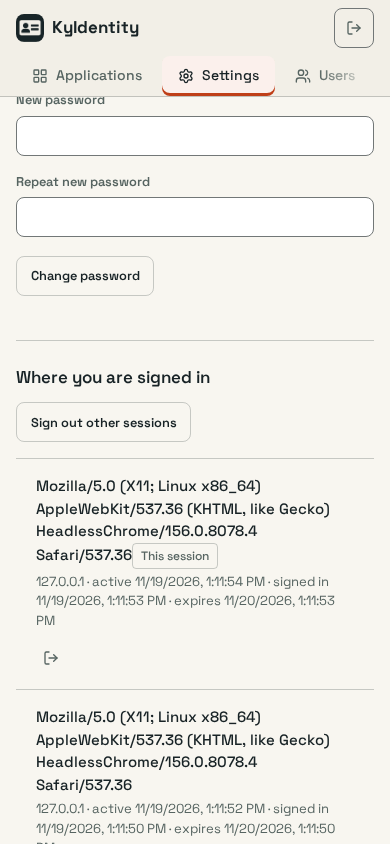 KyIdentity
Applications
Settings
Users
New password
Repeat new password
Change password
Where you are signed in
Sign out other sessions
Mozilla/5.0 (X11; Linux x86_64)
AppleWebKit/537.36 (KHTML, like Gecko)
HeadlessChrome/156.0.8078.4
Safari/537.36 This session
127.0.0.1 · active 11/19/2026, 1:11:54 PM · signed in
11/19/2026, 1:11:53 PM · expires 11/20/2026, 1:11:53
PM
Mozilla/5.0 (X11; Linux x86_64)
AppleWebKit/537.36 (KHTML, like Gecko)
HeadlessChrome/156.0.8078.4
Safari/537.36
127.0.0.1 · active 11/19/2026, 1:11:52 PM · signed in
11/19/2026, 1:11:50 PM · expires 11/20/2026, 1:11:50